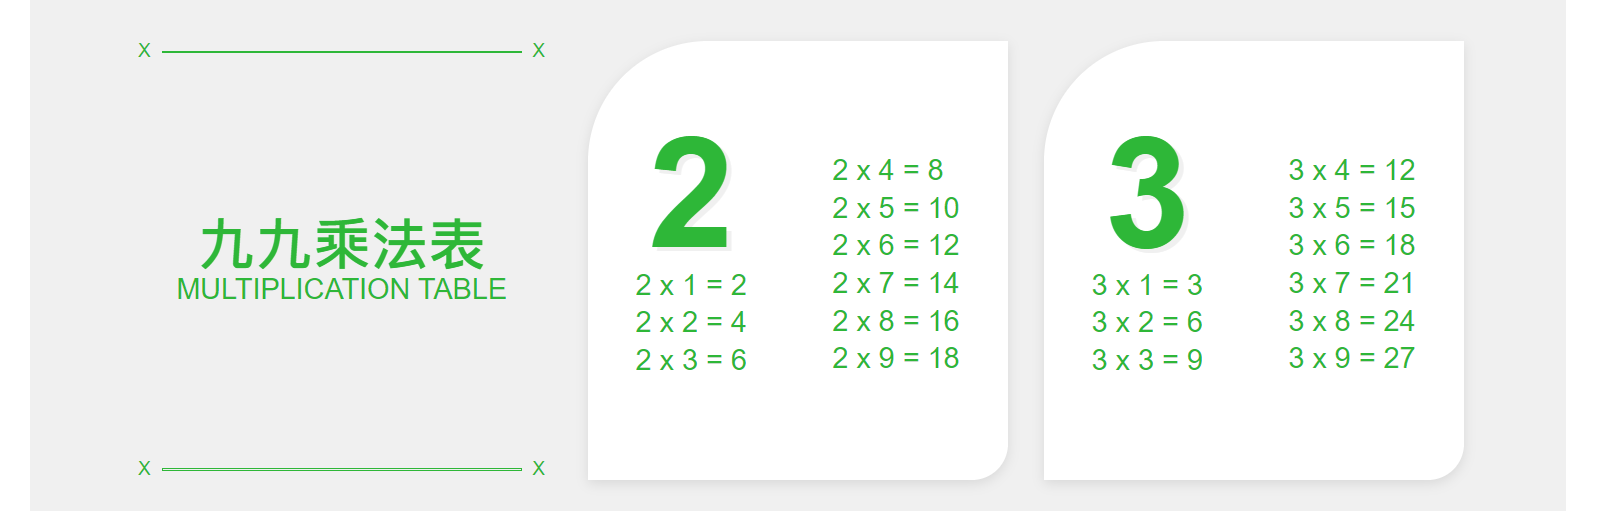 X X
九九乘法表
MULTIPLICATION TABLE
X X
2
2 x 1 = 2
2 x 2 = 4
2 x 3 = 6
2 x 4 = 8
2 x 5 = 10
2 x 6 = 12
2 x 7 = 14
2 x 8 = 16
2 x 9 = 18
3
3 x 1 = 3
3 x 2 = 6
3 x 3 = 9
3 x 4 = 12
3 x 5 = 15
3 x 6 = 18
3 x 7 = 21
3 x 8 = 24
3 x 9 = 27